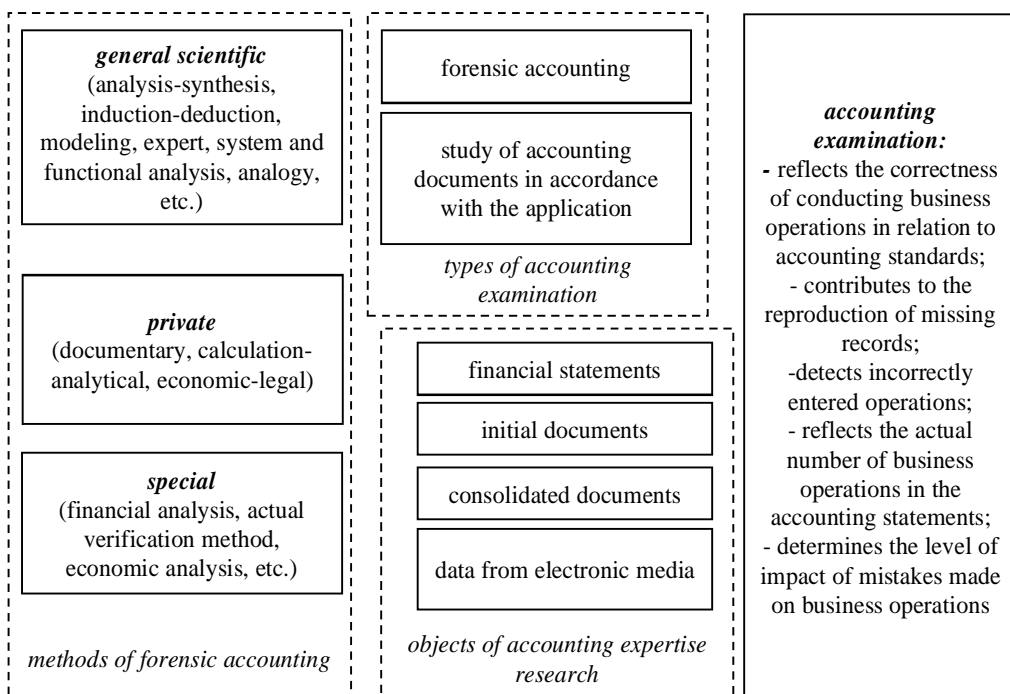 general scientific
(analysis-synthesis,
induction-deduction,
modeling, expert, system and
functional analysis, analogy,
etc.)
private
(documentary, calculation-
analytical, economic-legal)
special
(financial analysis, actual
verification method,
economic analysis, etc.)
methods of forensic accounting
forensic accounting
study of accounting
documents in accordance
with the application
types of accounting
examination
financial statements
initial documents
consolidated documents
data from electronic media
objects of accounting expertise
research
accounting
examination:
- reflects the correctness
of conducting business
operations in relation to
accounting standards;
- contributes to the
reproduction of missing
records;
-detects incorrectly
entered operations;
- reflects the actual
number of business
operations in the
accounting statements;
- determines the level of
impact of mistakes made
on business operations